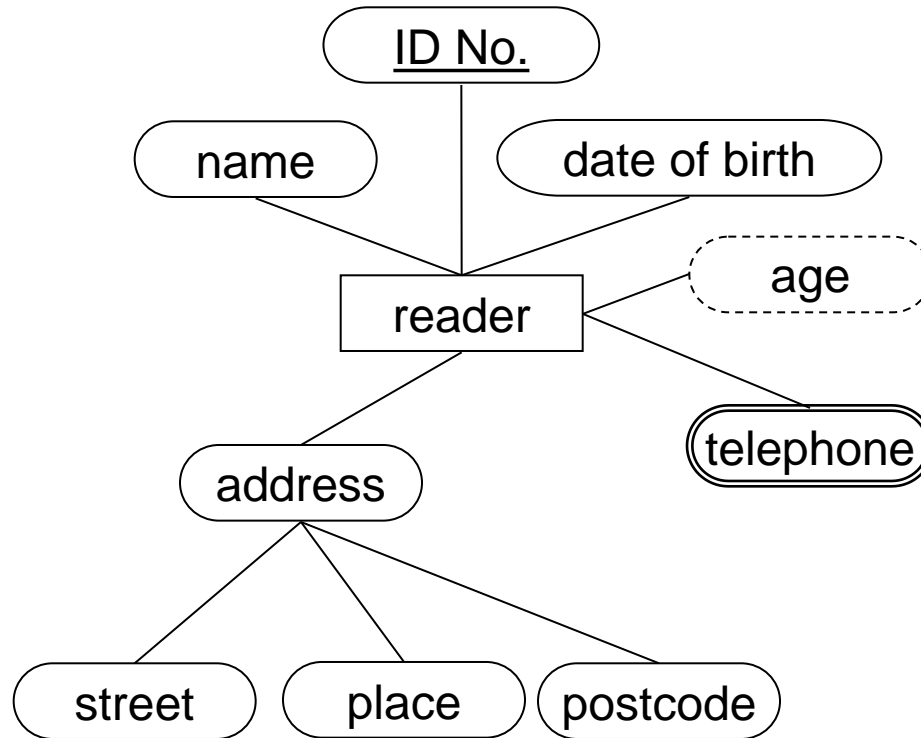 ID No.
name
date of birth
age
reader
telephone
address
street
place
postcode